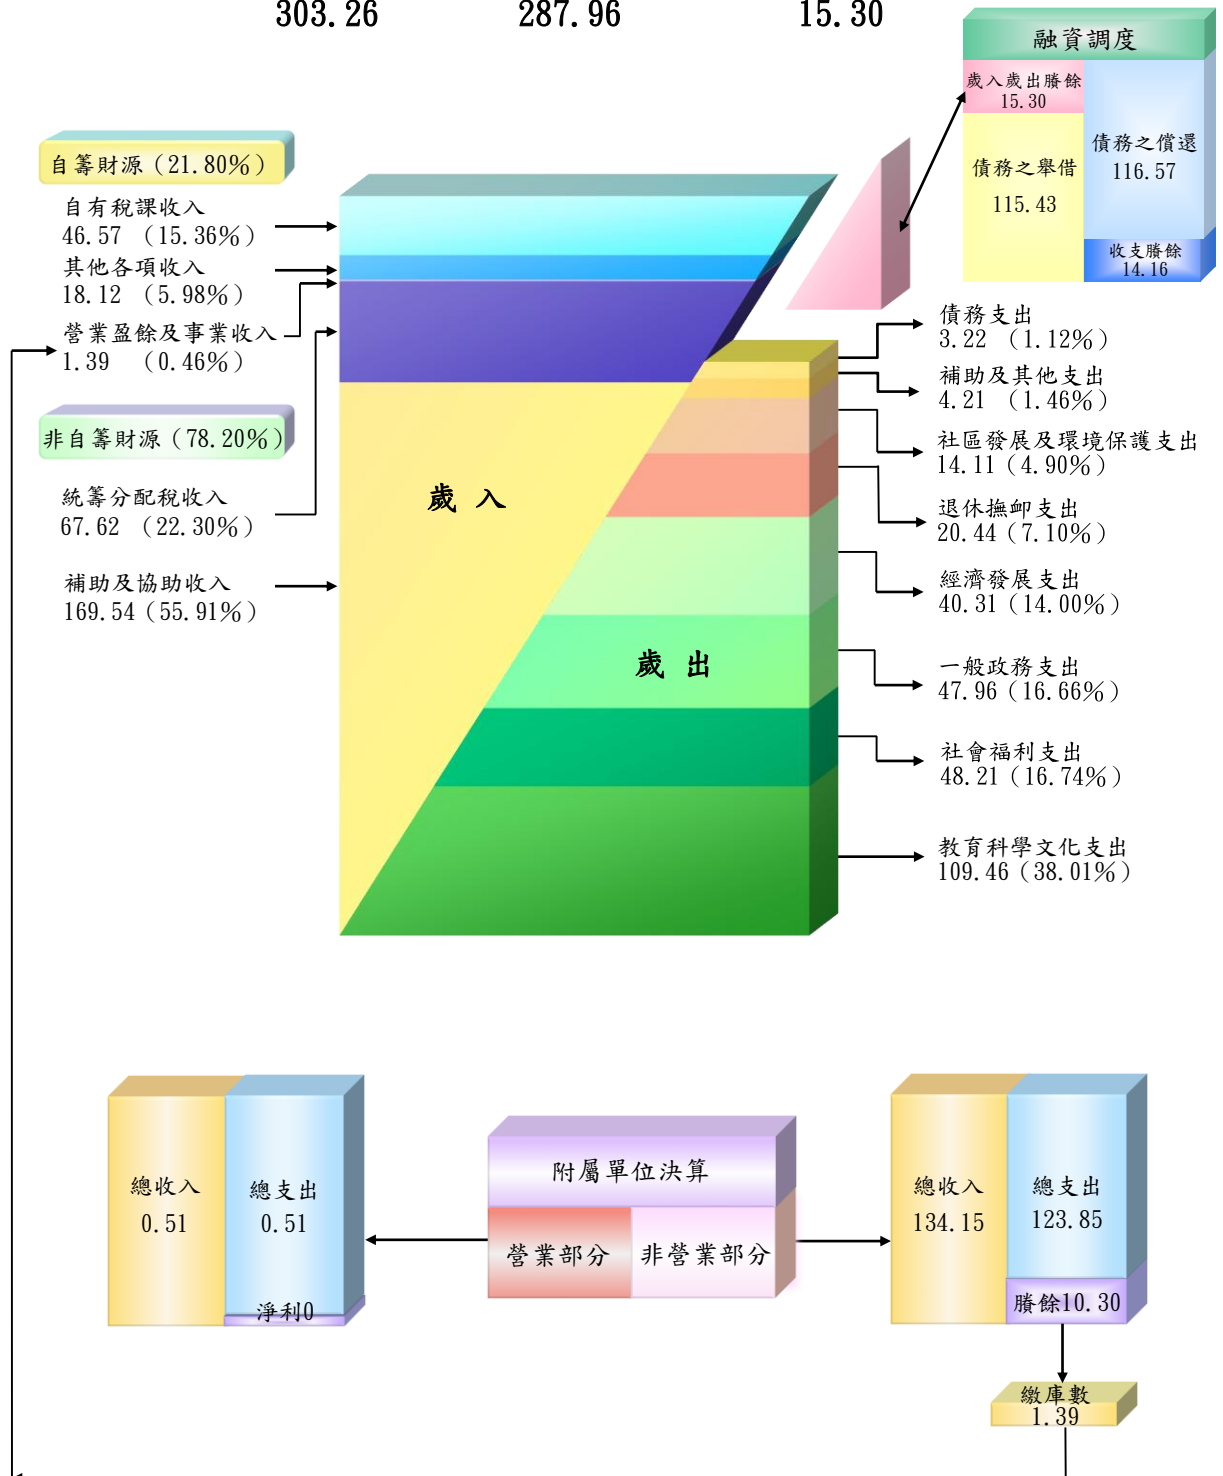 303.26 287.96 15.30
融資調度
歲入歲出賸餘
15.30
債務之舉借
115.43
債務之償還
116.57
收支賸餘
14.16
自籌財源（21.80％）
自有稅課收入
46.57 （15.36％）
其他各項收入
18.12 （5.98％）
營業盈餘及事業收入
1.39 （0.46％）
非自籌財源（78.20％）
統籌分配稅收入
67.62 （22.30％）
補助及協助收入
169.54（55.91％）
歲 入
歲 出
債務支出
3.22 （1.12％）
補助及其他支出
4.21 （1.46％）
社區發展及環境保護支出
14.11（4.90％）
退休撫卹支出
20.44（7.10％）
經濟發展支出
40.31（14.00％）
一般政務支出
47.96（16.66％）
社會福利支出
48.21（16.74％）
教育科學文化支出
109.46（38.01％）
總收入
0.51
總支出
0.51
淨利0
附屬單位決算
營業部分
非營業部分
總收入
134.15
總支出
123.85
賸餘10.30
繳庫數
1.39